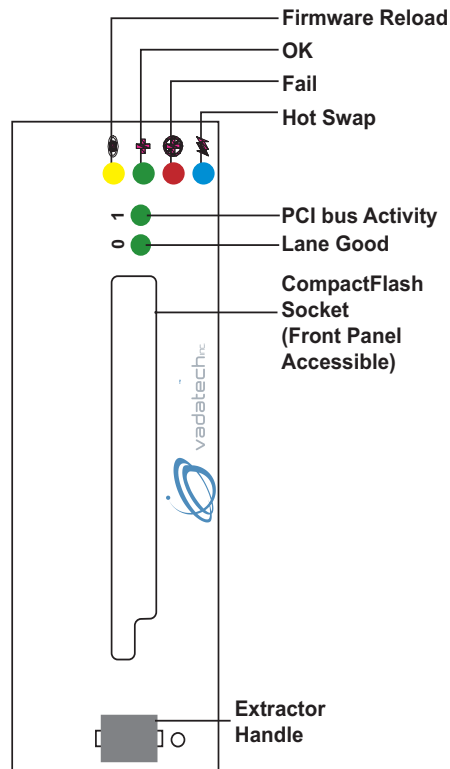 Firmware Reload
OK
Fail
Hot Swap
1
PCI bus Activity
0
Lane Good
CompactFlash
Socket
(Front Panel
Accessible)
vadatech
Extractor
Handle